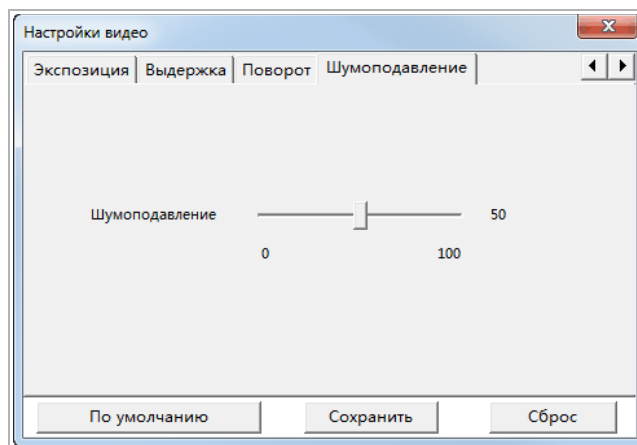 Настройки видео
Экспозиция Выдержка Поворот Шумоподавление
Шумоподавление 50
0 100
По умолчанию Сохранить Сброс